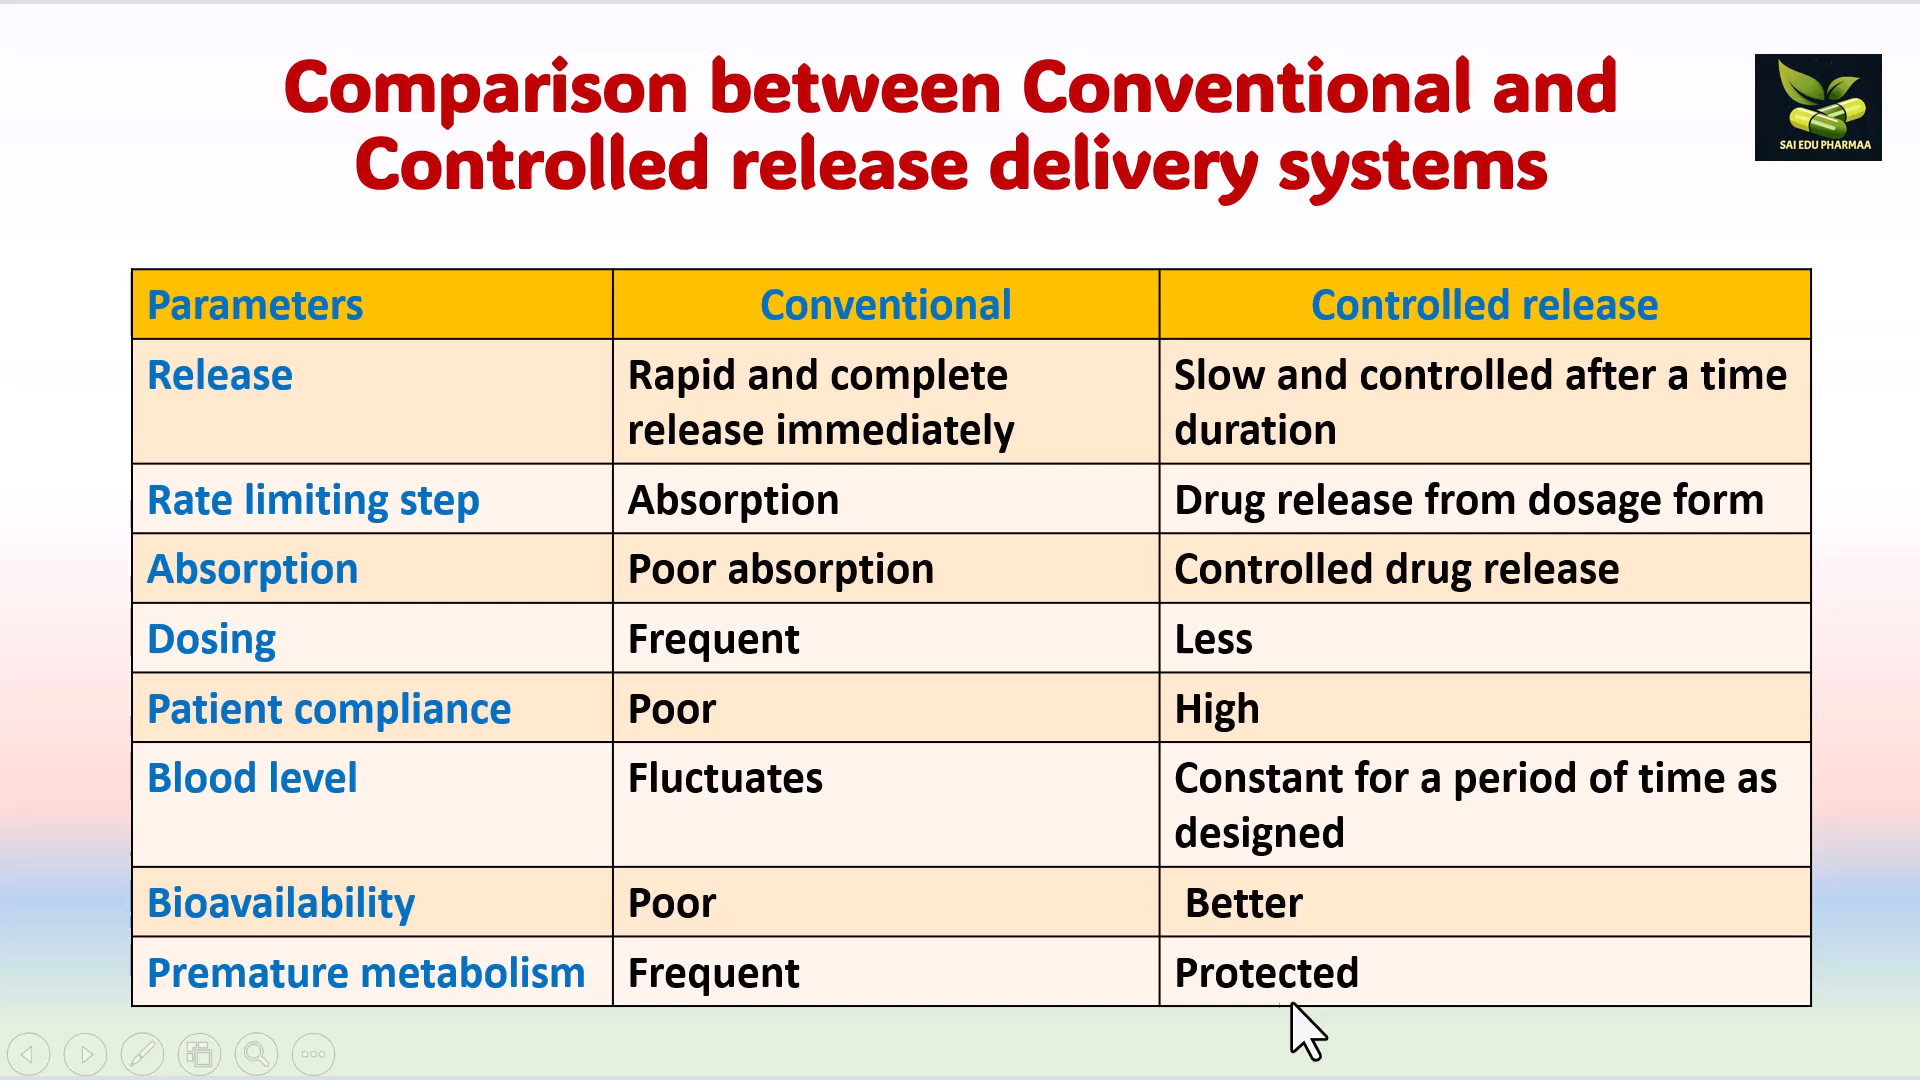 Comparison between Conventional and
Controlled release delivery systems
SAI EDU PHARMAA
Parameters Conventional Controlled release
Release Rapid and complete release immediately Slow and controlled after a time duration
Rate limiting step Absorption Drug release from dosage form
Absorption Poor absorption Controlled drug release
Dosing Frequent Less
Patient compliance Poor High
Blood level Fluctuates Constant for a period of time as designed
Bioavailability Poor Better
Premature metabolism Frequent Protected